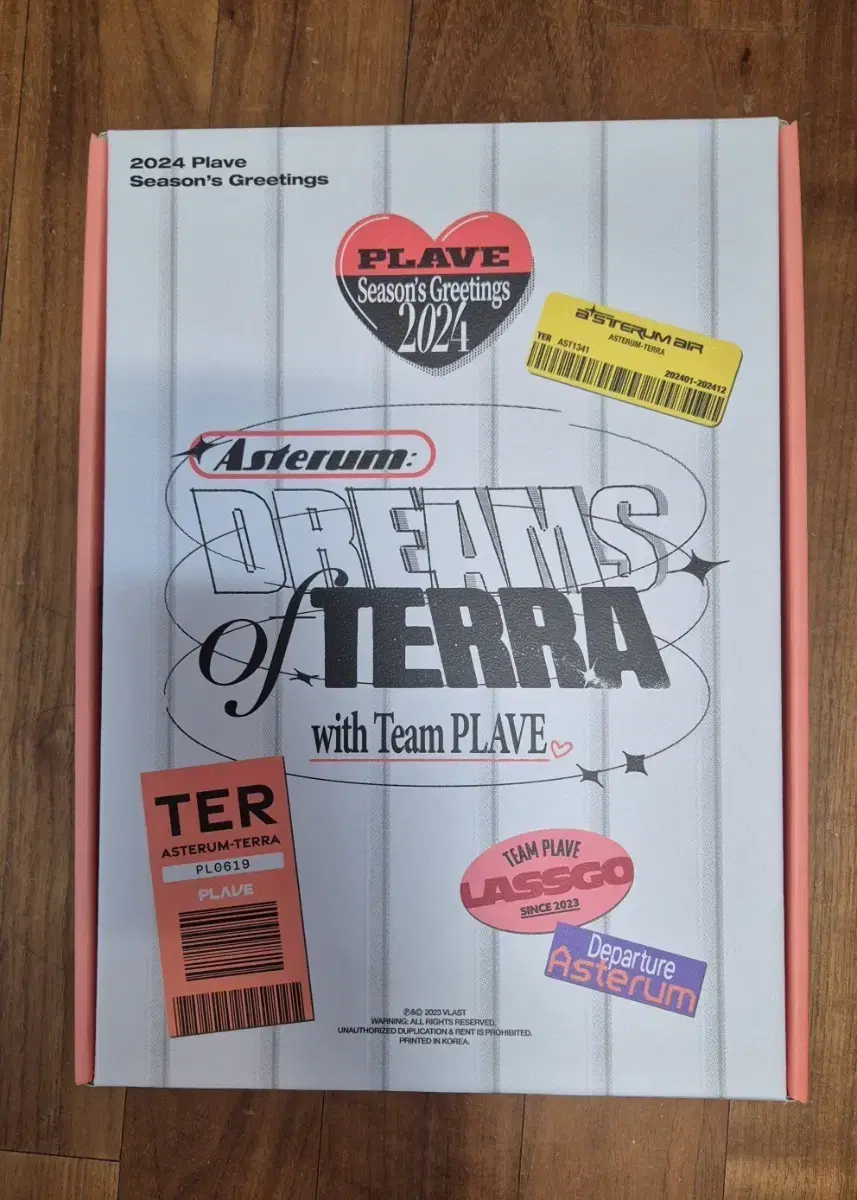 2024 Plave
Season's Greetings
PLAVE
Season's Greetings
2024
asterum air
ASTERUM-TERRA
TER AST1341
202401-202412
Asterum:
DREAMS
of TERRA
with Team PLAVE
TER
ASTERUM-TERRA
PL0619
PLAVE
TEAM PLAVE
LASSGO
SINCE 2023
Departure
Asterum
℗&© 2023 VLAST
WARNING: ALL RIGHTS RESERVED.
UNAUTHORIZED DUPLICATION & RENT IS PROHIBITED.
PRINTED IN KOREA.